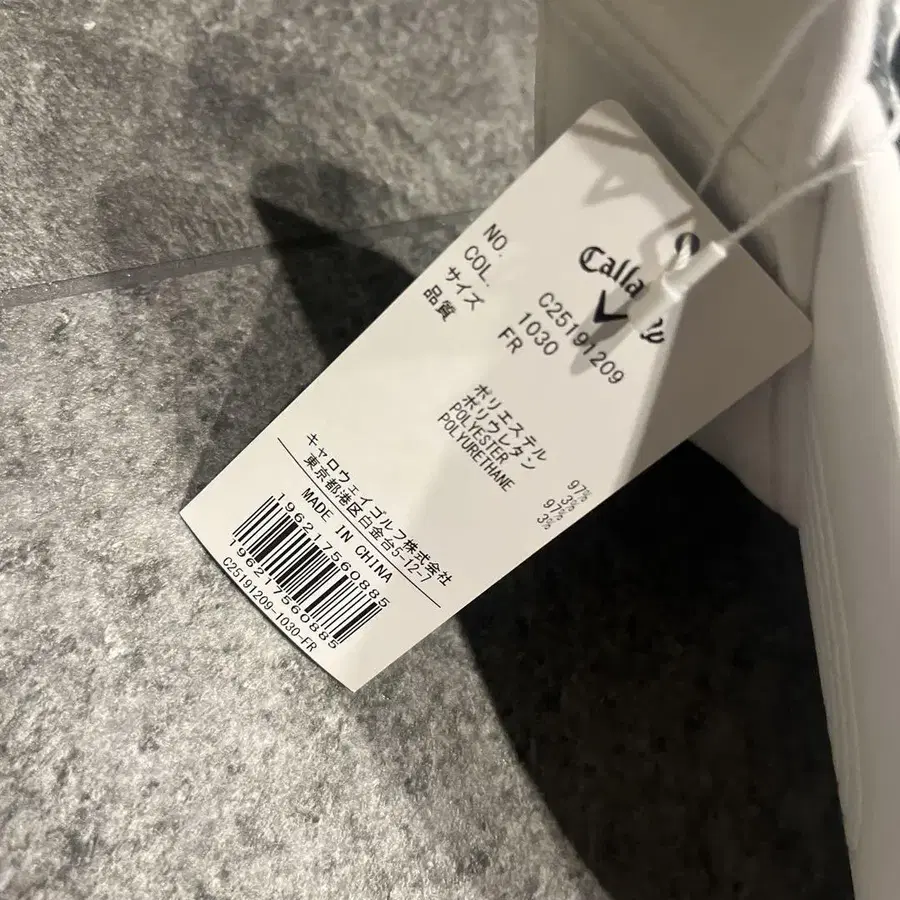 Callaway
NO. C25191209
COL. 1030
サイズ FR
品質
ポリエステル 97%
ポリウレタン 3%
POLYESTER 97%
POLYURETHANE 3%
キャロウェイゴルフ株式会社
東京都港区白金台5-12-7
MADE IN CHINA
196217560885
196217560885
C25191209-1030-FR